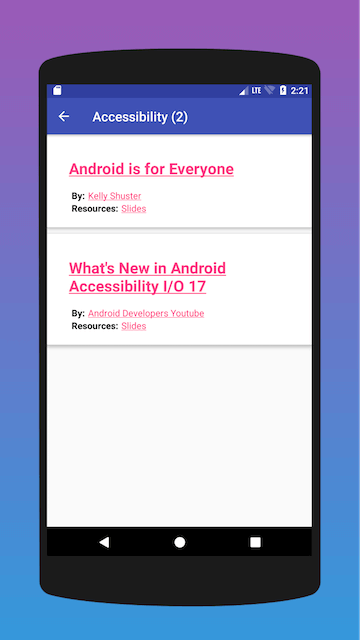 LTE 2:21
Accessibility (2)
Android is for Everyone
By: Kelly Shuster
Resources: Slides
What's New in Android
Accessibility I/O 17
By: Android Developers Youtube
Resources: Slides